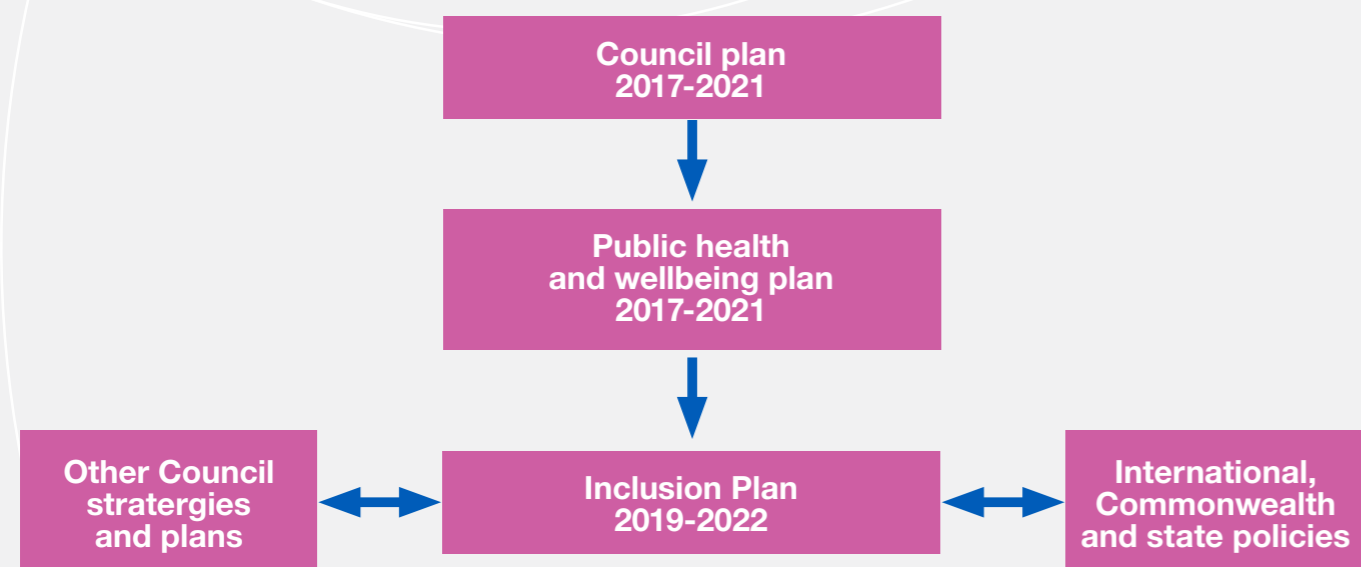 Council plan
2017-2021
Public health
and wellbeing plan
2017-2021
Other Council
stratergies
and plans
Inclusion Plan
2019-2022
International,
Commonwealth
and state policies